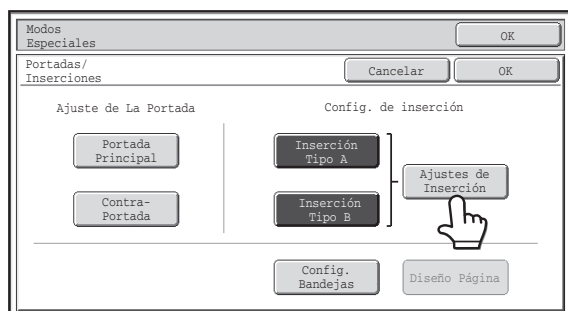 Modos
Especiales
OK
Portadas/
Inserciones
Cancelar
OK
Ajuste de La Portada
Config. de inserción
Portada
Principal
Inserción
Tipo A
Ajustes de
Inserción
Contra-
Portada
Inserción
Tipo B
Config.
Bandejas
Diseño Página